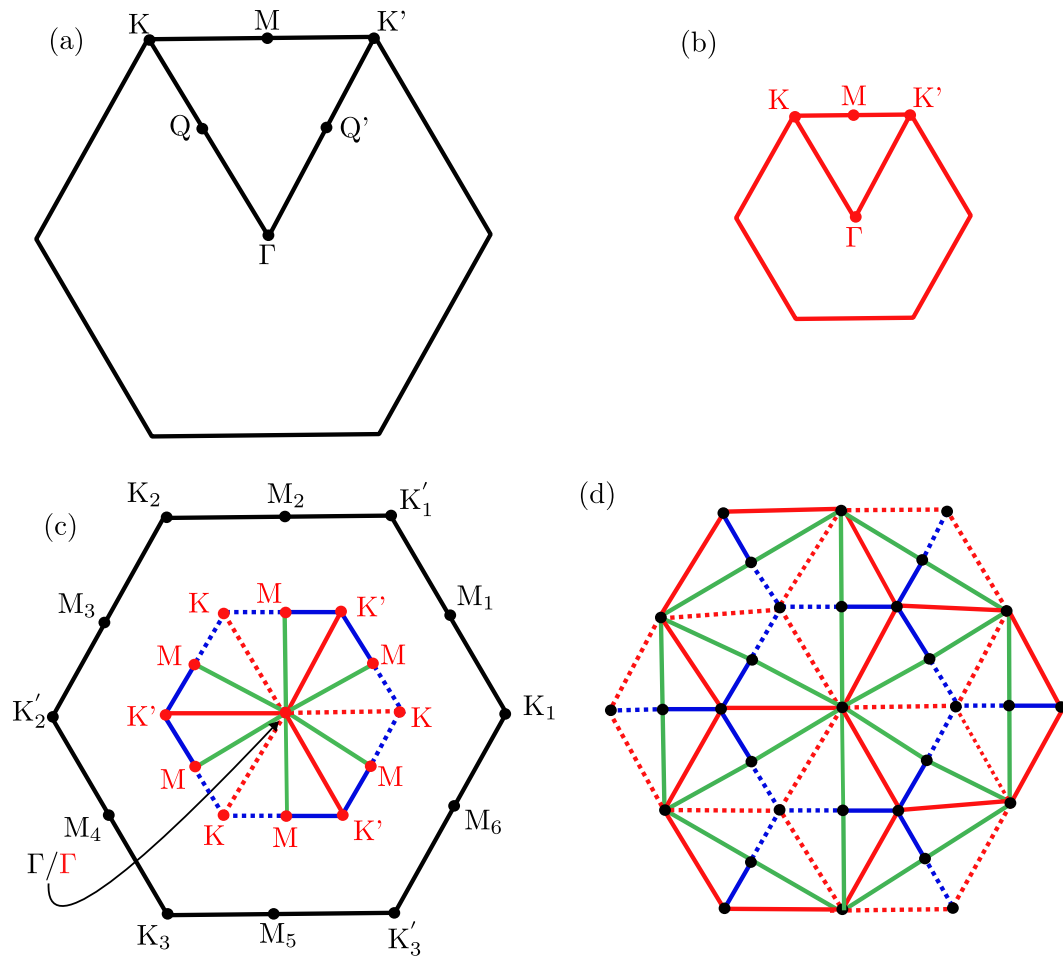 (a)
K
M
K'
Q
Q'
Γ
(b)
K
M
K'
Γ
(c)
K₂
M₂
K₁′
M₃
K
M
K'
M₁
M
M
K₂′
K'
K
K₁
M
M
M₄
K
M
K'
M₆
Γ/Γ
K₃
M₅
K₃′
(d)